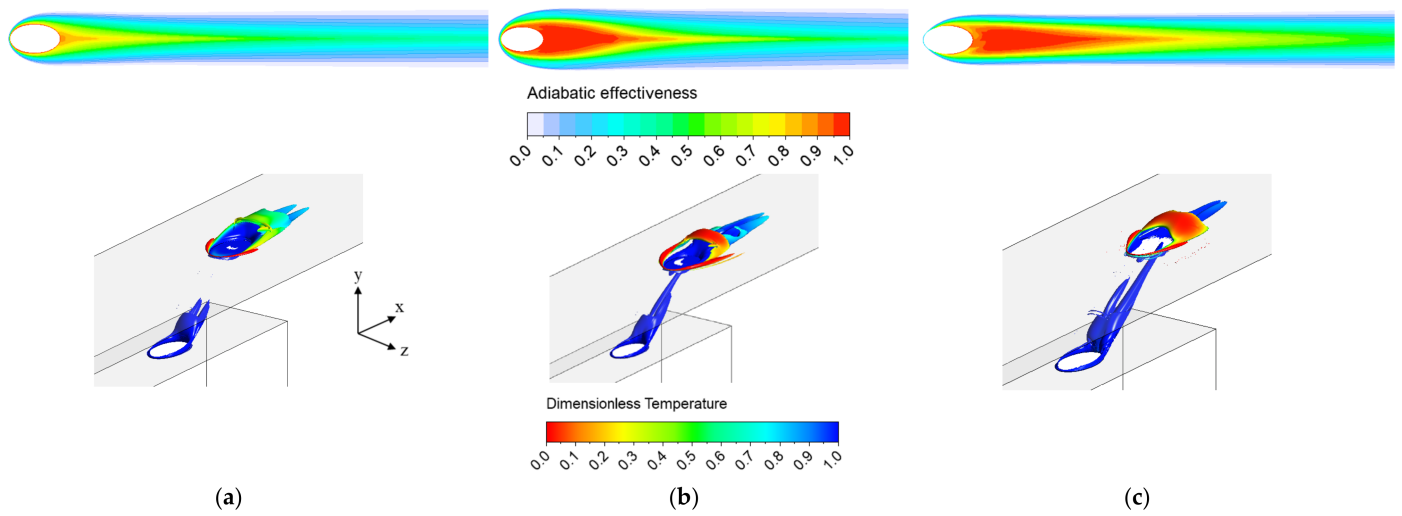 Adiabatic effectiveness
0.0 0.1 0.2 0.3 0.4 0.5 0.6 0.7 0.8 0.9 1.0
y
x
z
Dimensionless Temperature
0.0 0.1 0.2 0.3 0.4 0.5 0.6 0.7 0.8 0.9 1.0
(a) (b) (c)